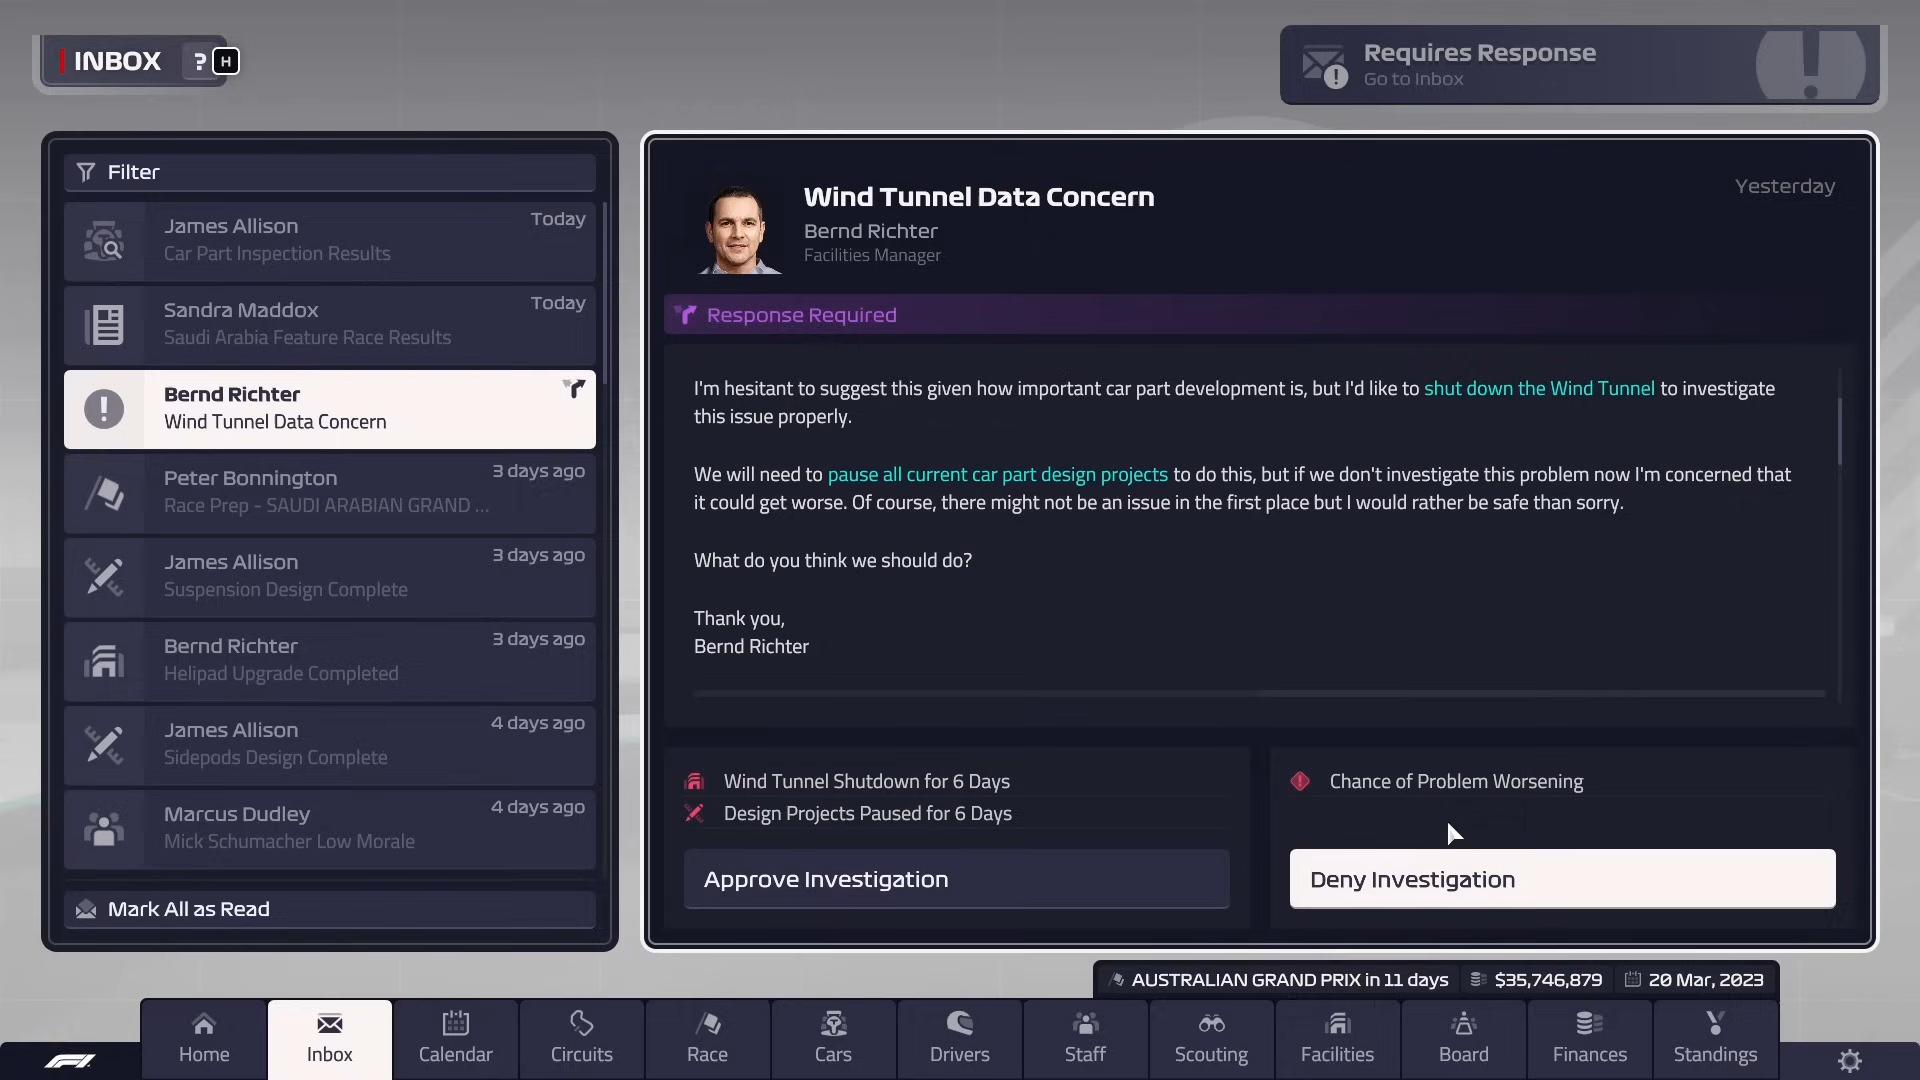 INBOX ? H
Requires Response
Go to Inbox
Filter
James Allison Today
Car Part Inspection Results
Sandra Maddox Today
Saudi Arabia Feature Race Results
Bernd Richter
Wind Tunnel Data Concern
Peter Bonnington 3 days ago
Race Prep - SAUDI ARABIAN GRAND ...
James Allison 3 days ago
Suspension Design Complete
Bernd Richter 3 days ago
Helipad Upgrade Completed
James Allison 4 days ago
Sidepods Design Complete
Marcus Dudley 4 days ago
Mick Schumacher Low Morale
Mark All as Read
Wind Tunnel Data Concern
Yesterday
Bernd Richter
Facilities Manager
Response Required
I'm hesitant to suggest this given how important car part development is, but I'd like to shut down the Wind Tunnel to investigate
this issue properly.
We will need to pause all current car part design projects to do this, but if we don't investigate this problem now I'm concerned that
it could get worse. Of course, there might not be an issue in the first place but I would rather be safe than sorry.
What do you think we should do?
Thank you,
Bernd Richter
Wind Tunnel Shutdown for 6 Days
Design Projects Paused for 6 Days
Approve Investigation
Chance of Problem Worsening
Deny Investigation
AUSTRALIAN GRAND PRIX in 11 days $35,746,879 20 Mar, 2023
Home Inbox Calendar Circuits Race Cars Drivers Staff Scouting Facilities Board Finances Standings